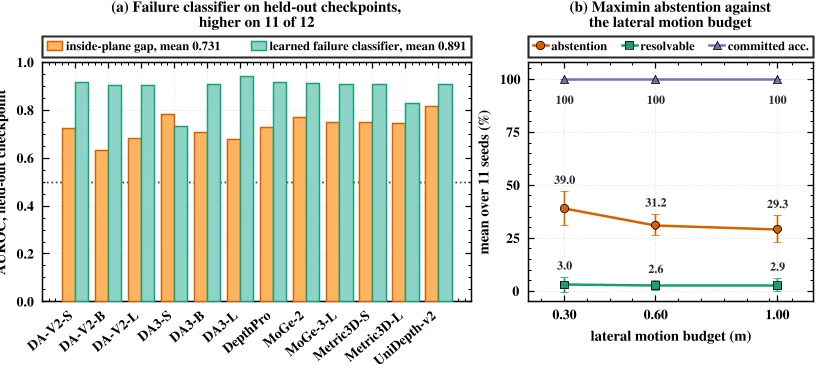 (a) Failure classifier on held-out checkpoints,
higher on 11 of 12
inside-plane gap, mean 0.731
learned failure classifier, mean 0.891
AUROC, held-out checkpoint
1.0
0.8
0.6
0.4
0.2
0.0
DA-V2-S
DA-V2-B
DA-V2-L
DA3-S
DA3-B
DA3-L
DepthPro
MoGe-2
MoGe-3-L
Metric3D-S
Metric3D-L
UniDepth-v2
(b) Maximin abstention against
the lateral motion budget
abstention
resolvable
committed acc.
mean over 11 seeds (%)
100
75
50
25
0
100
100
100
39.0
31.2
29.3
3.0
2.6
2.9
0.30
0.60
1.00
lateral motion budget (m)